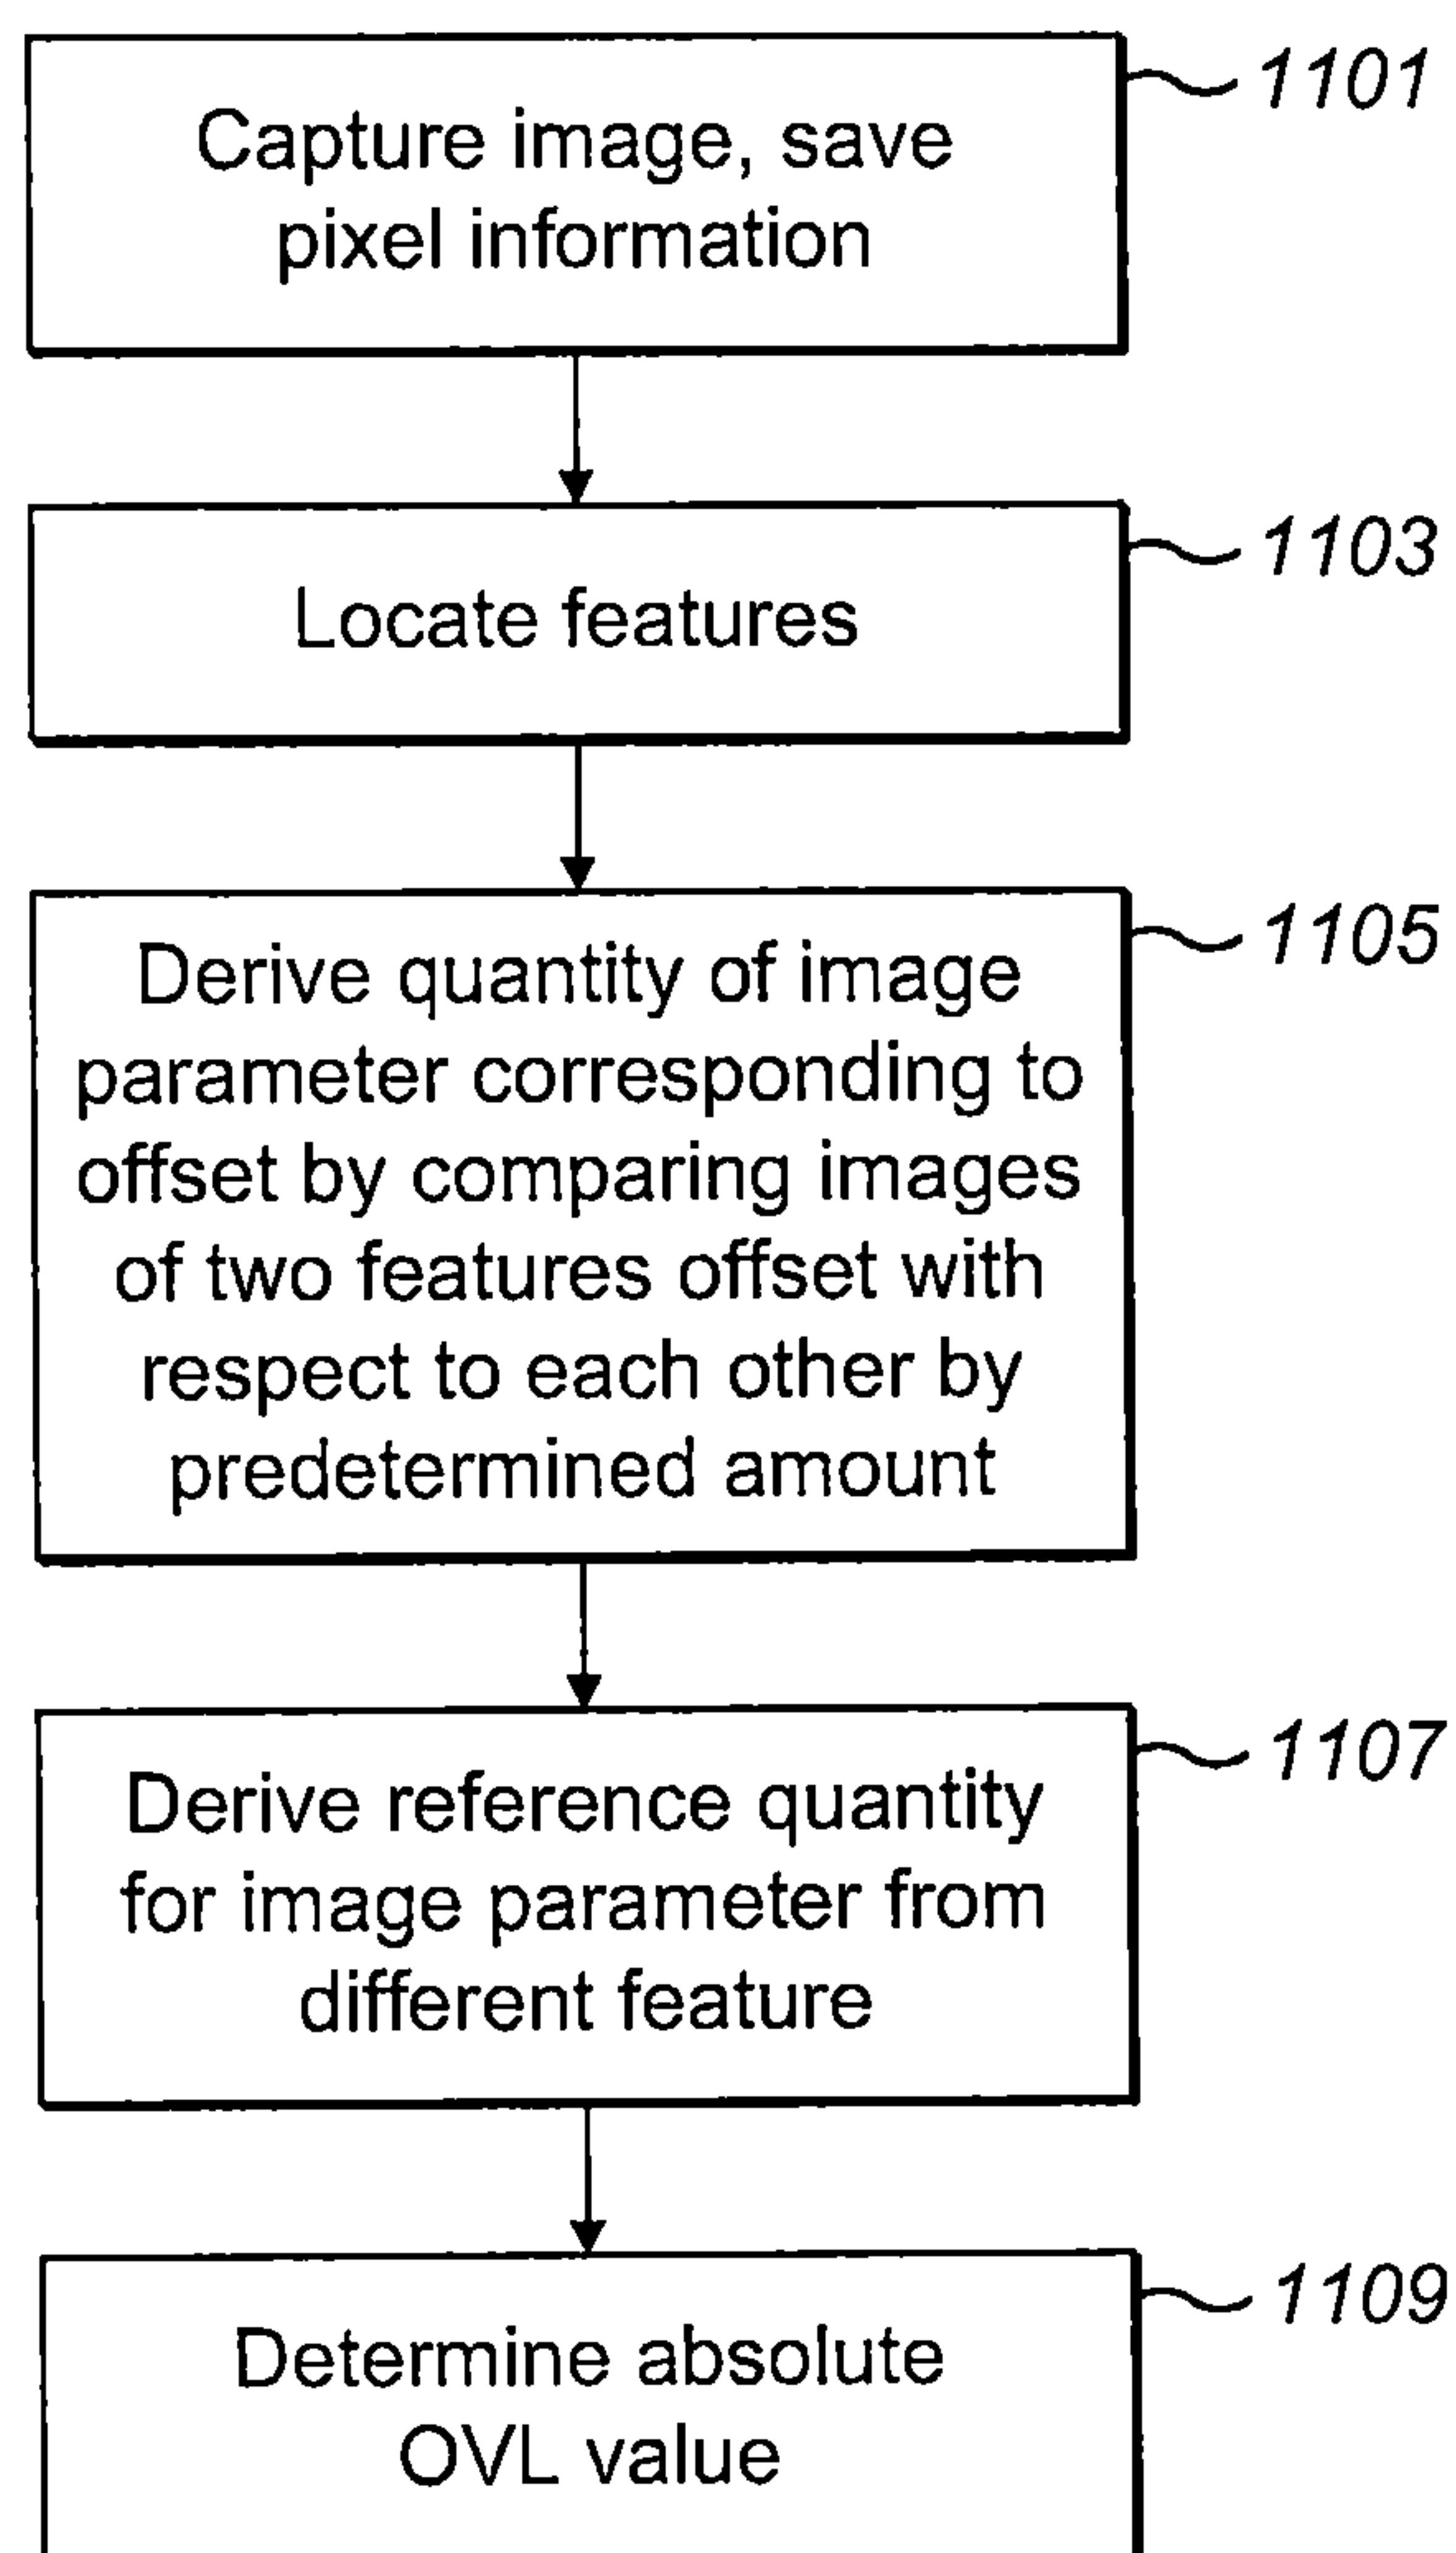 1101
Capture image, save
pixel information
1103
Locate features
1105
Derive quantity of image
parameter corresponding to
offset by comparing images
of two features offset with
respect to each other by
predetermined amount
1107
Derive reference quantity
for image parameter from
different feature
1109
Determine absolute
OVL value